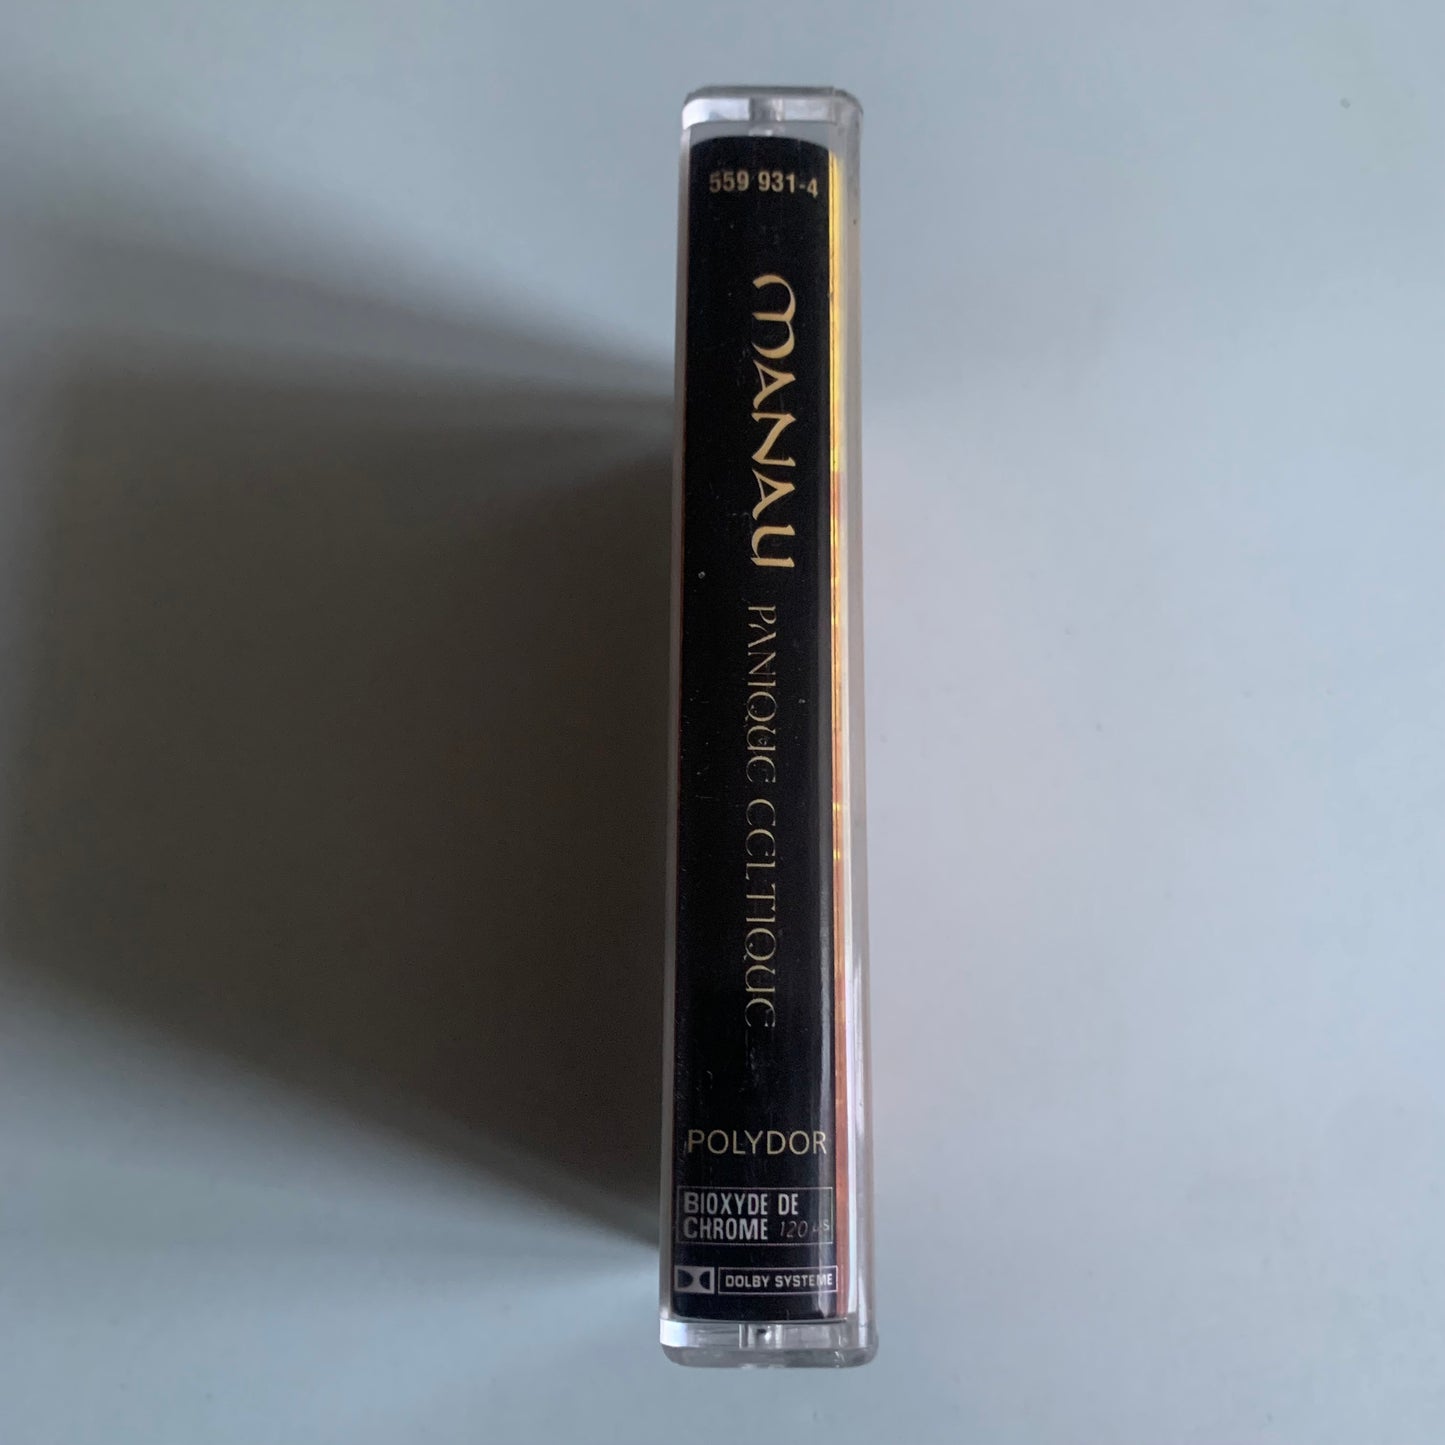 559 931-4
MANAU PANIQUE CELTIQUE
POLYDOR
BIOXYDE DE
CHROME 120 µs
DOLBY SYSTEME